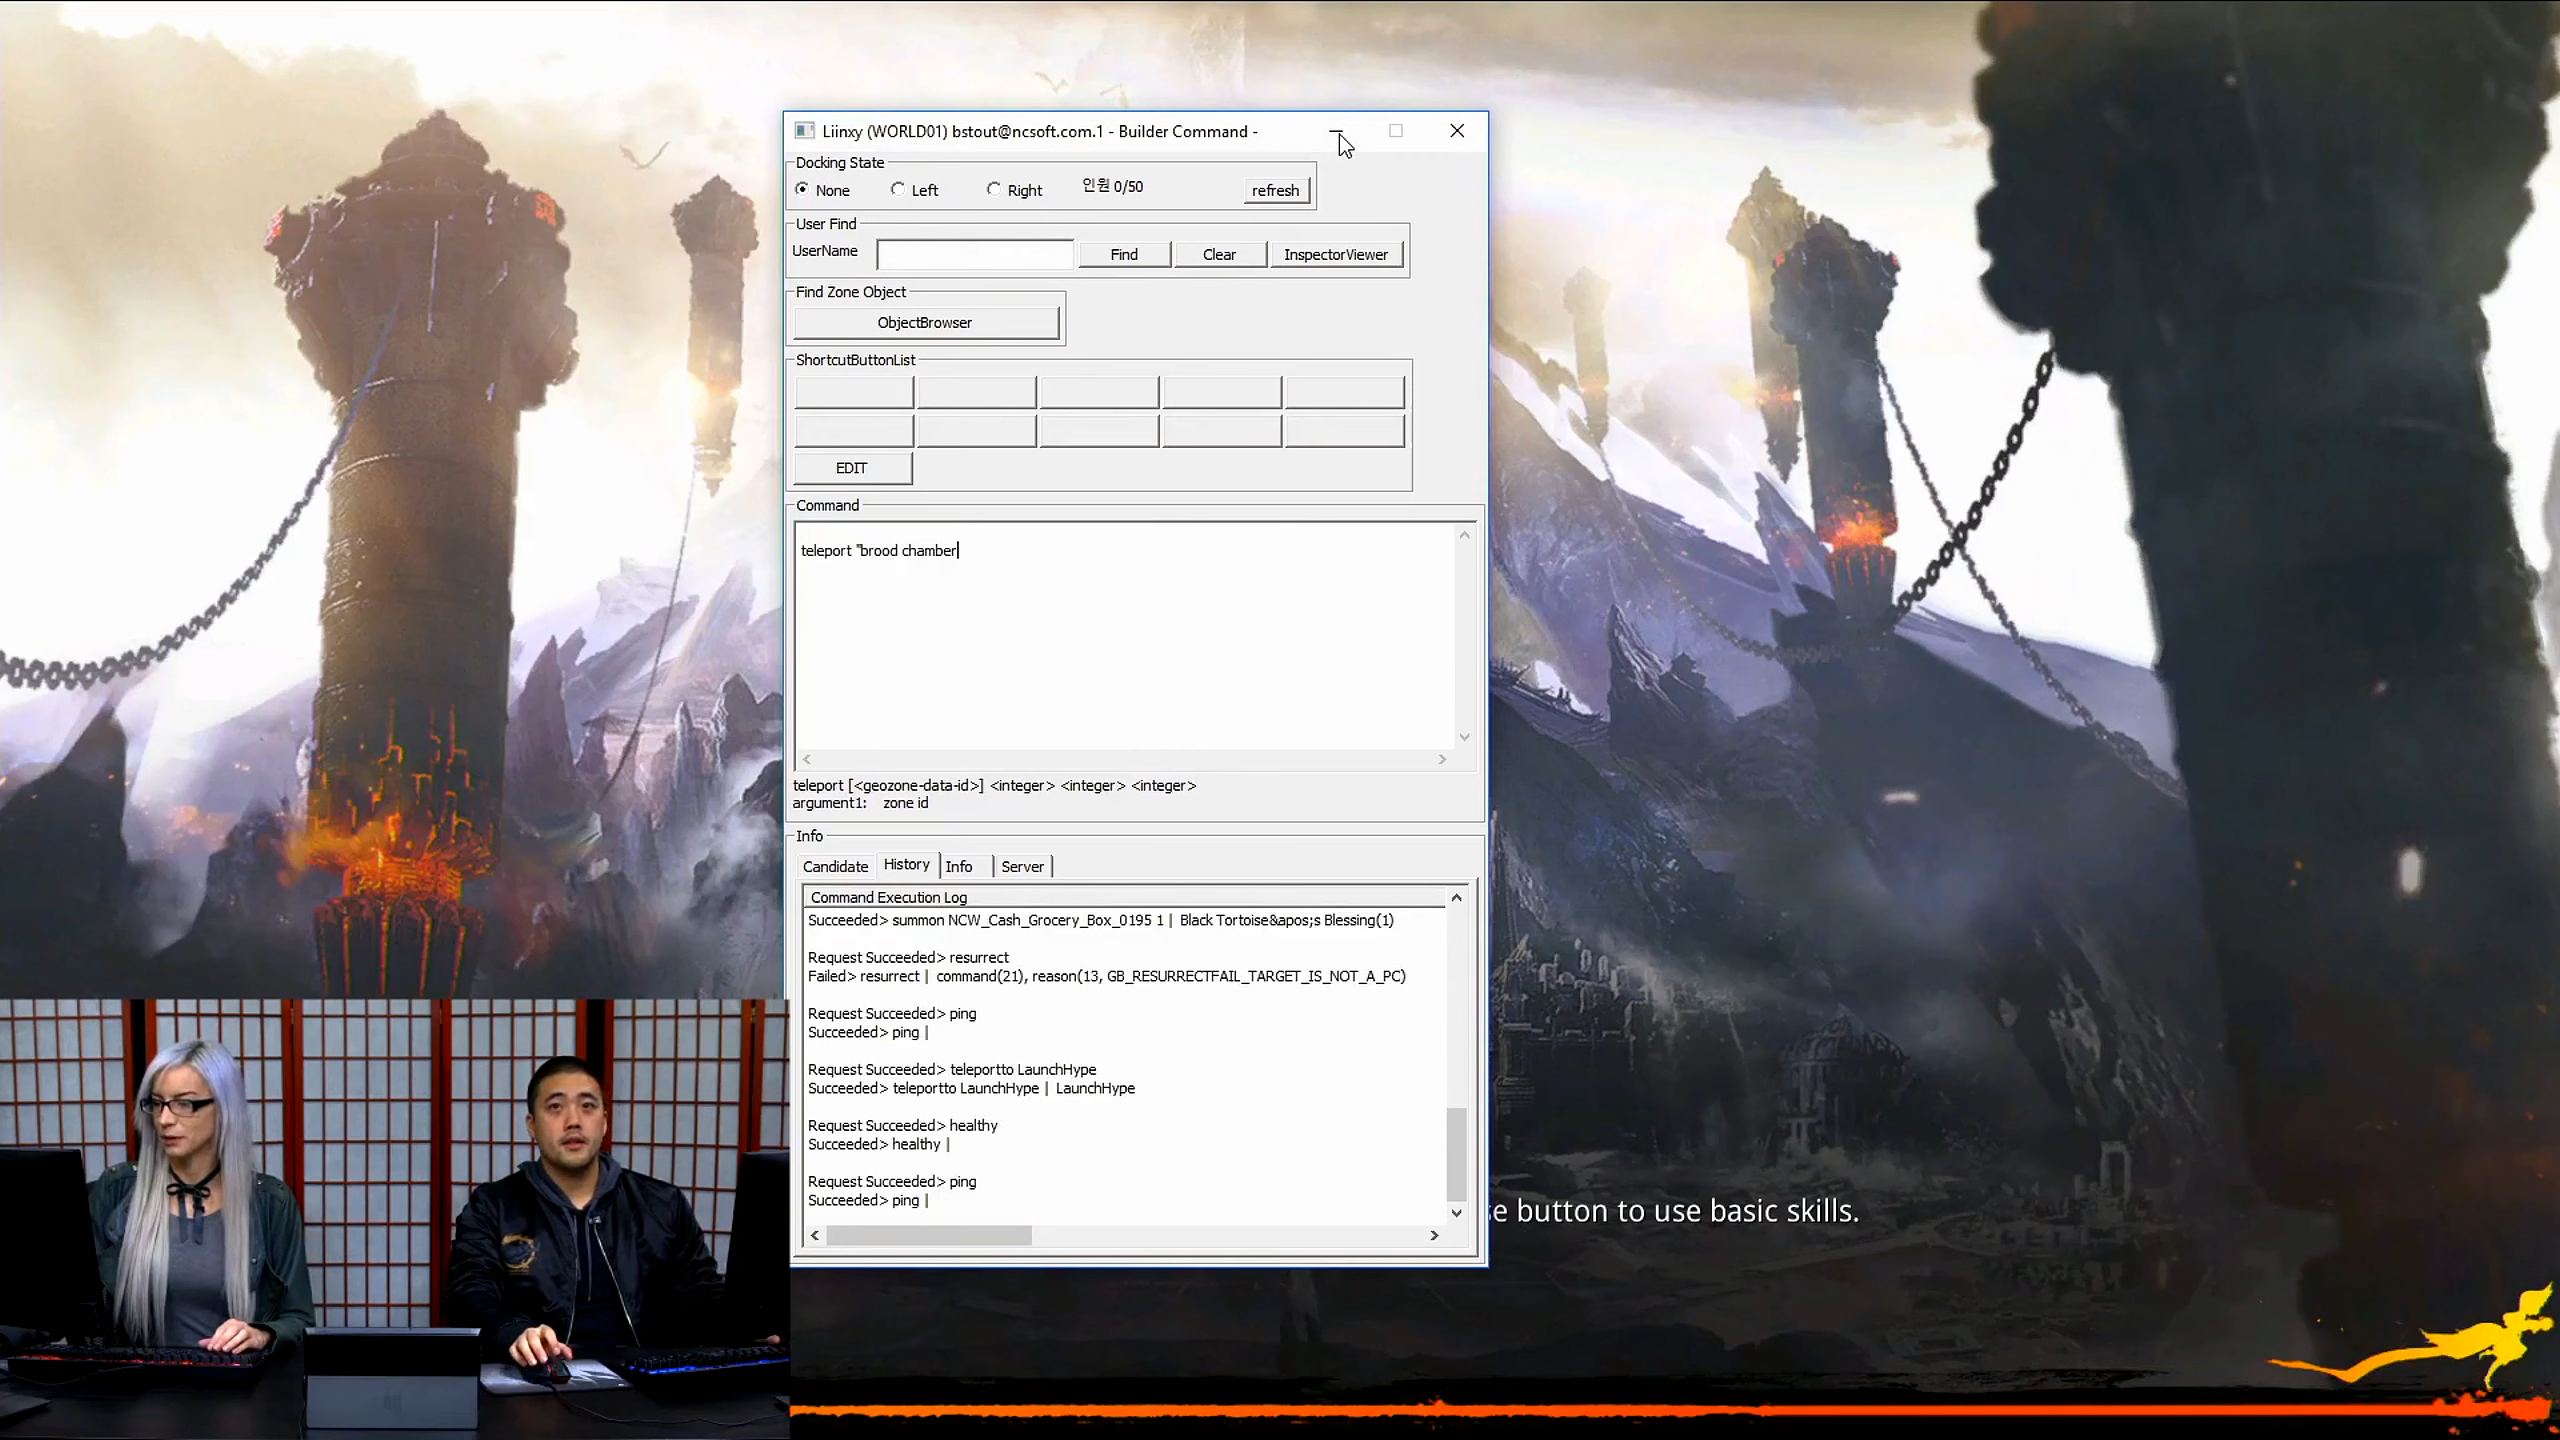 Liinxy (WORLD01) bstout@ncsoft.com.1 - Builder Command -
Docking State
None
Left
Right
인원 0/50
refresh
User Find
UserName
Find
Clear
InspectorViewer
Find Zone Object
ObjectBrowser
ShortcutButtonList
EDIT
Command
teleport "brood chamber
teleport [<geozone-data-id>] <integer> <integer> <integer>
argument1: zone id
Info
Candidate
History
Info
Server
Command Execution Log
Succeeded> summon NCW_Cash_Grocery_Box_0195 1 | Black Tortoise&apos;s Blessing(1)
Request Succeeded> resurrect
Failed> resurrect | command(21), reason(13, GB_RESURRECTFAIL_TARGET_IS_NOT_A_PC)
Request Succeeded> ping
Succeeded> ping |
Request Succeeded> teleportto LaunchHype
Succeeded> teleportto LaunchHype | LaunchHype
Request Succeeded> healthy
Succeeded> healthy |
Request Succeeded> ping
Succeeded> ping |
se button to use basic skills.